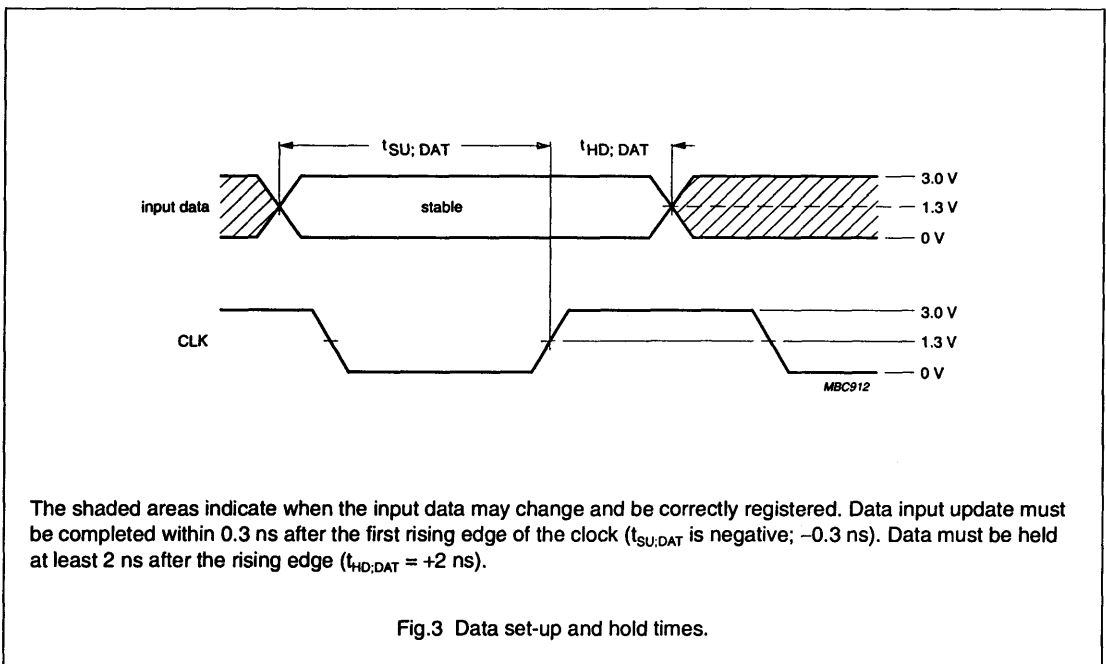 tSU; DAT
tHD; DAT
3.0 V
input data
stable
1.3 V
0 V
3.0 V
CLK
1.3 V
0 V
MBC912
The shaded areas indicate when the input data may change and be correctly registered. Data input update must
be completed within 0.3 ns after the first rising edge of the clock (tSU;DAT is negative; −0.3 ns). Data must be held
at least 2 ns after the rising edge (tHD;DAT = +2 ns).
Fig.3 Data set-up and hold times.